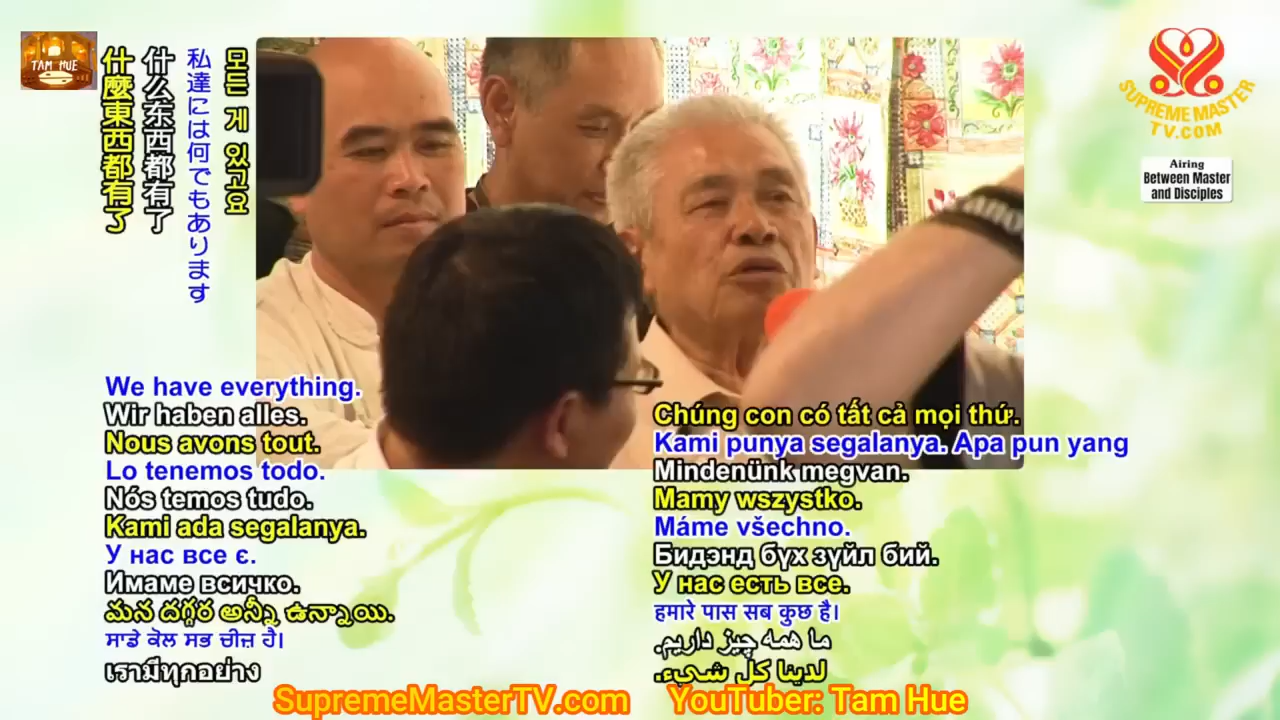 TAM HUE
什麼東西都有了
什么东西都有了
私達には何でもあります
모든 게 있고요
SUPREME MASTER
TV.COM
Airing
Between Master
and Disciples
We have everything.
Wir haben alles.
Nous avons tout.
Lo tenemos todo.
Nós temos tudo.
Kami ada segalanya.
У нас все є.
Имаме всичко.
మన దగ్గర అన్నీ ఉన్నాయి.
ਸਾਡੇ ਕੋਲ ਸਭ ਚੀਜ਼ ਹੈ।
เรามีทุกอย่าง
Chúng con có tất cả mọi thứ.
Kami punya segalanya. Apa pun yang
Mindenünk megvan.
Mamy wszystko.
Máme všechno.
Бидэнд бүх зүйл бий.
У нас есть все.
हमारे पास सब कुछ है।
ما همه چیز داریم.
لدينا كل شيء.
SupremeMasterTV.com
YouTuber: Tam Hue